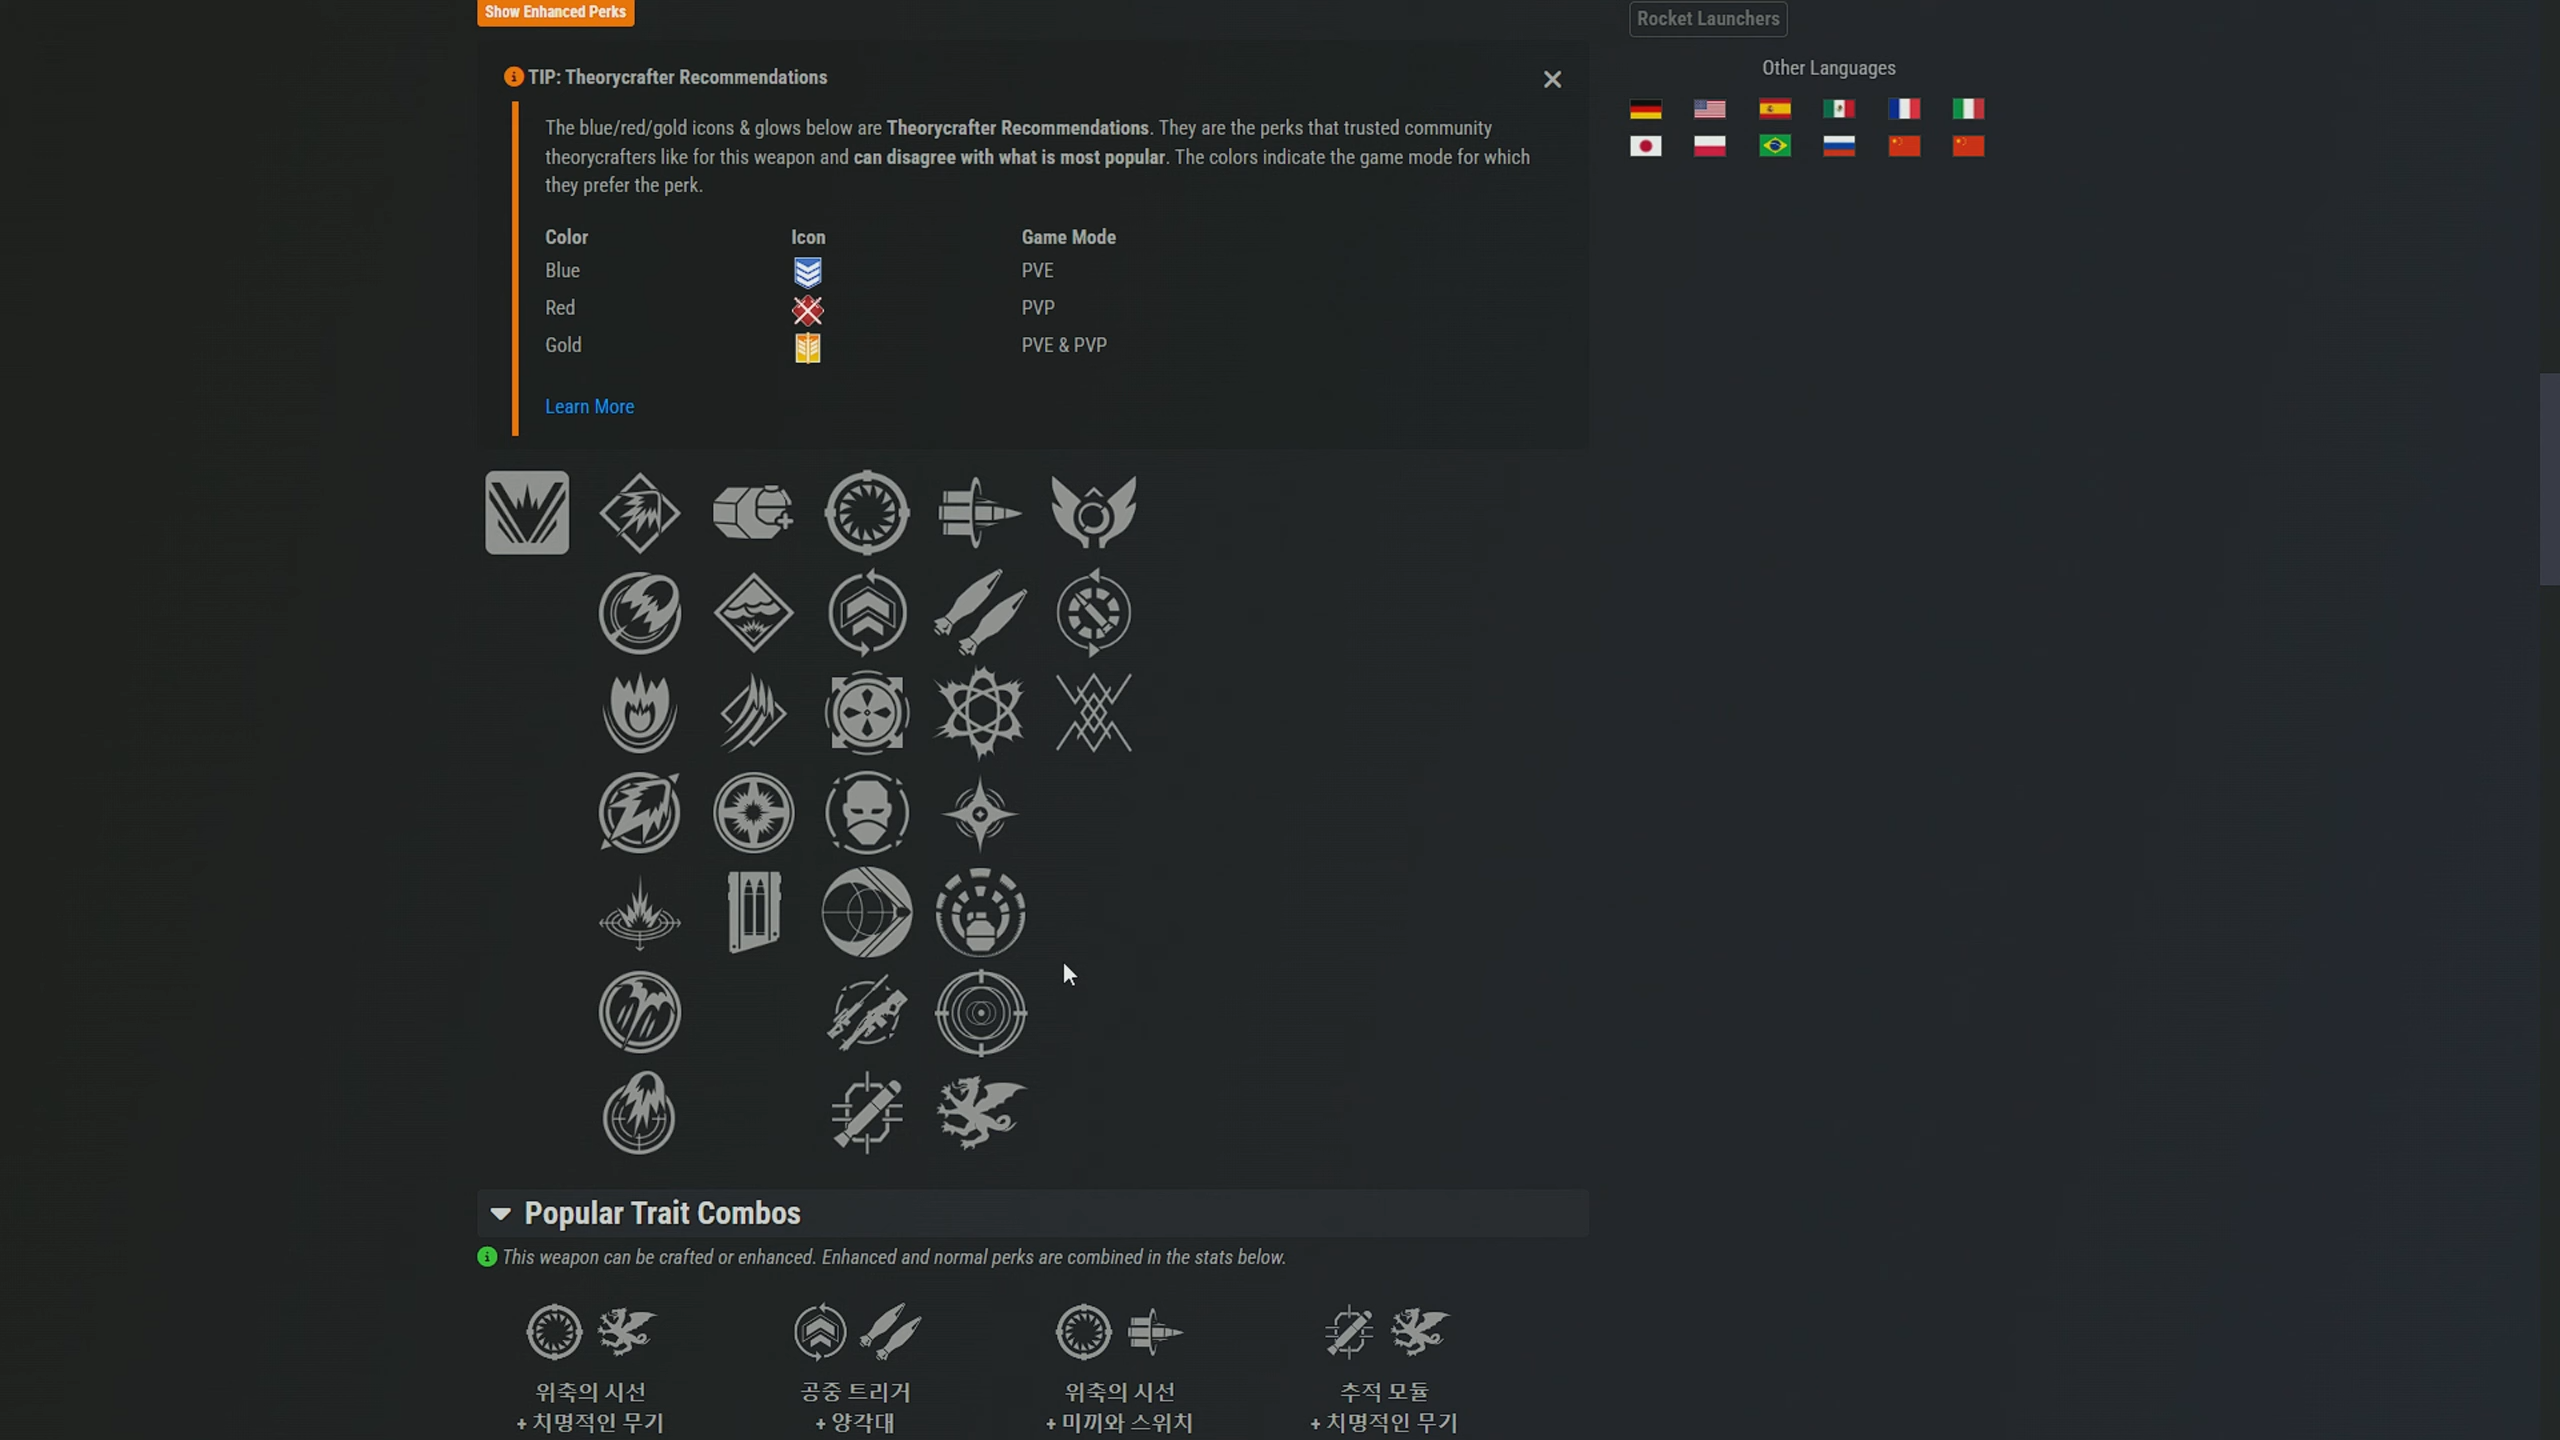 Show Enhanced Perks
Rocket Launchers
Other Languages
TIP: Theorycrafter Recommendations
The blue/red/gold icons & glows below are Theorycrafter Recommendations. They are the perks that trusted community
theorycrafters like for this weapon and can disagree with what is most popular. The colors indicate the game mode for which
they prefer the perk.
Color Icon Game Mode
Blue PVE
Red PVP
Gold PVE & PVP
Learn More
Popular Trait Combos
This weapon can be crafted or enhanced. Enhanced and normal perks are combined in the stats below.
위축의 시선
+ 치명적인 무기
공중 트리거
+ 양각대
위축의 시선
+ 미끼와 스위치
추적 모듈
+ 치명적인 무기